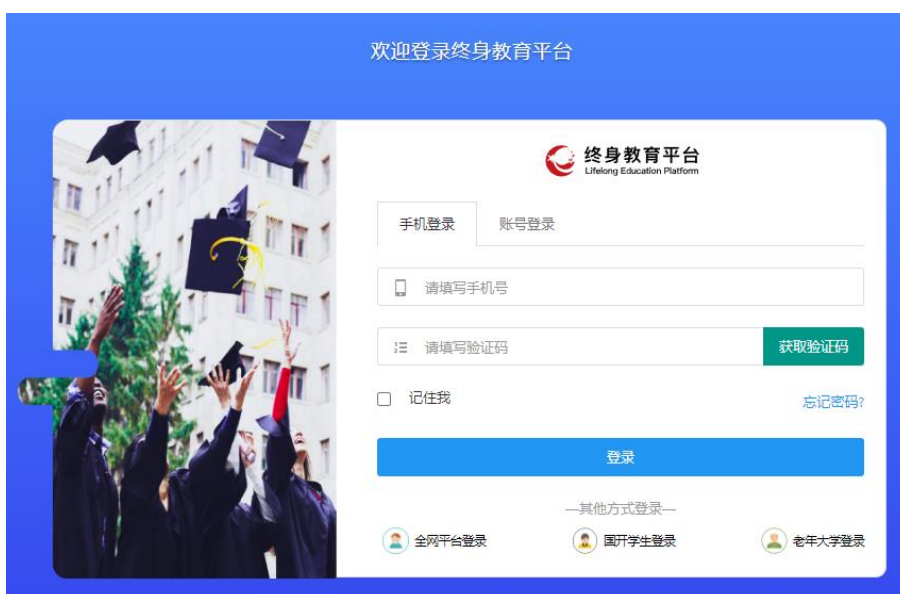 欢迎登录终身教育平台
终身教育平台
Lifelong Education Platform
手机登录 账号登录
请填写手机号
请填写验证码 获取验证码
记住我 忘记密码?
登录
—其他方式登录—
全网平台登录 国开学生登录 老年大学登录